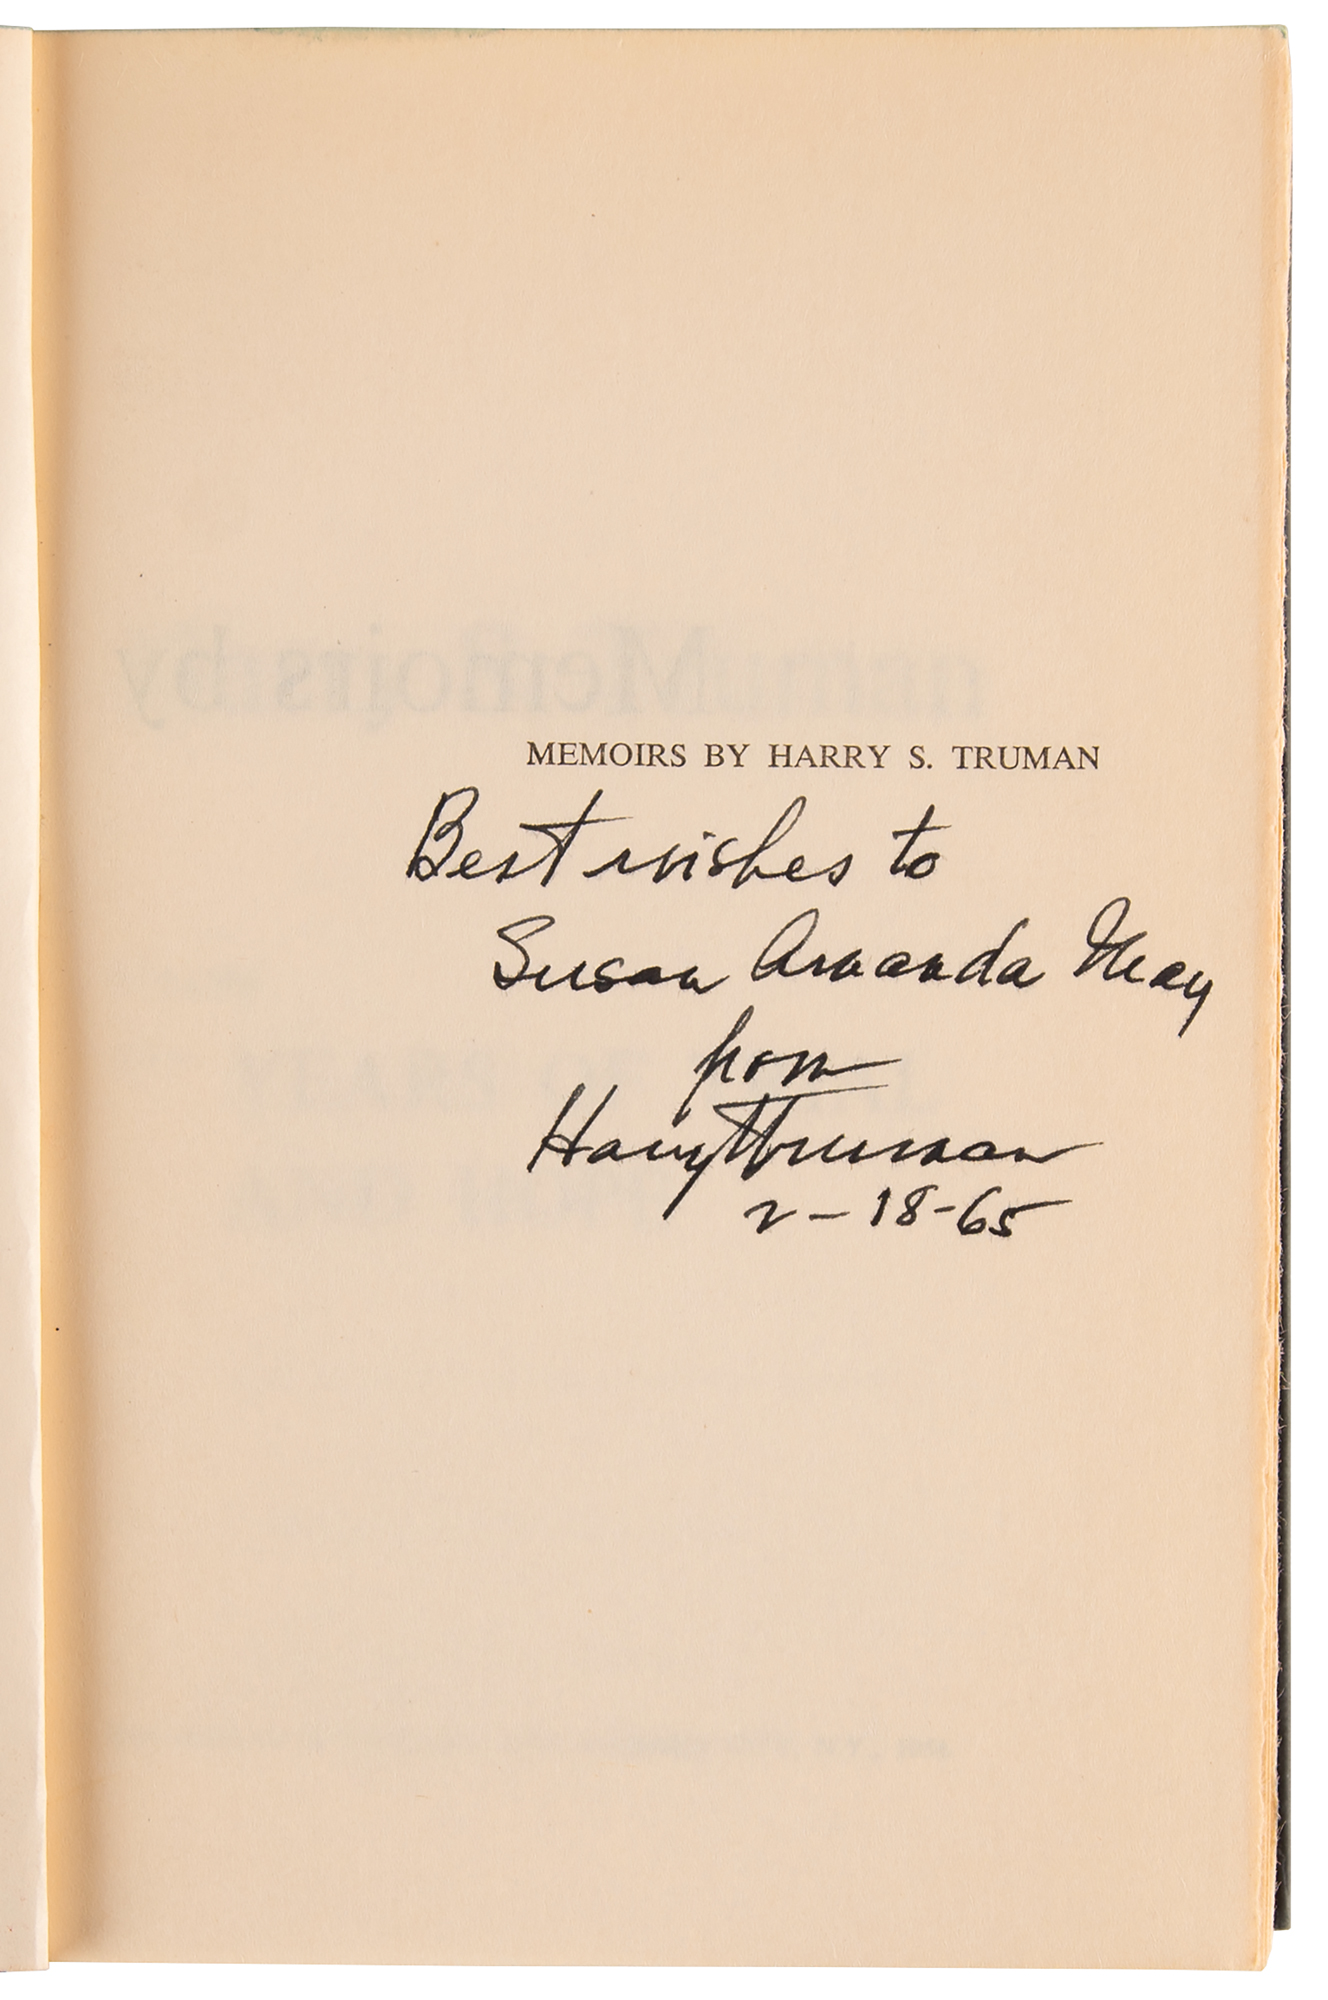 MEMOIRS BY HARRY S. TRUMAN
Best wishes to
Susan Amanda May
from
Harry Truman
2-18-65